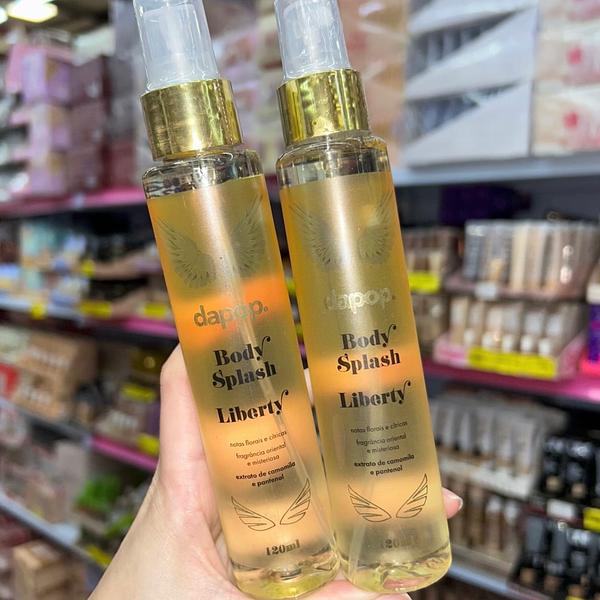 dapop.
Body
Splash
Liberty
notas florais e cítricas
fragrância oriental
e misteriosa
extrato de camomila
e pantenol
120ml
dapop.
Body
Splash
Liberty
notas florais e cítricas
fragrância oriental
e misteriosa
extrato de camomila
e pantenol
120ml